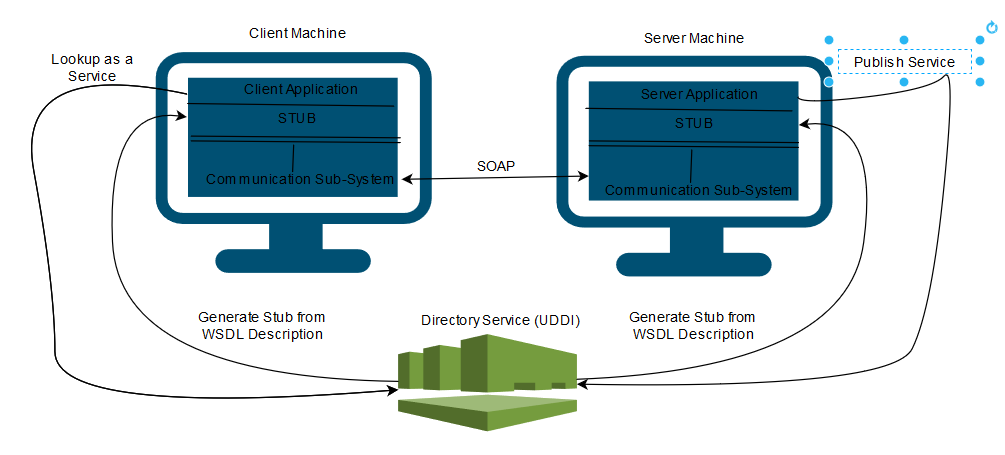 Client Machine
Server Machine
Lookup as a
Service
Publish Service
Client Application
STUB
Communication Sub-System
SOAP
Server Application
STUB
Communication Sub-System
Generate Stub from
WSDL Description
Directory Service (UDDI)
Generate Stub from
WSDL Description